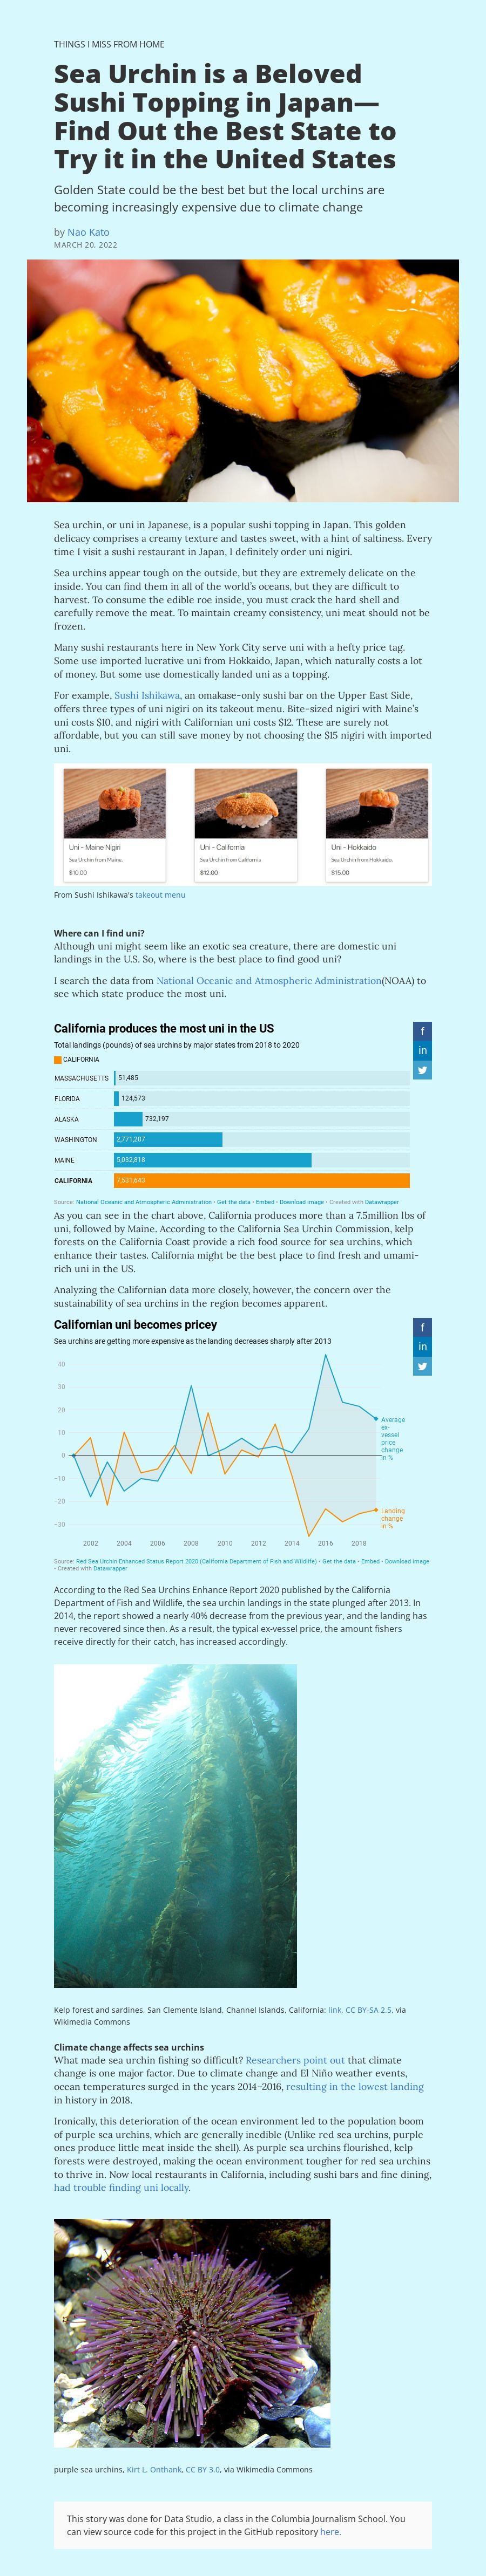 THINGS I MISS FROM HOME
Sea Urchin is a Beloved
Sushi Topping in Japan—
Find Out the Best State to
Try it in the United States
Golden State could be the best bet but the local urchins are
becoming increasingly expensive due to climate change
by Nao Kato
MARCH 20, 2022
Sea urchin, or uni in Japanese, is a popular sushi topping in Japan. This golden
delicacy comprises a creamy texture and tastes sweet, with a hint of saltiness. Every
time I visit a sushi restaurant in Japan, I definitely order uni nigiri.
Sea urchins appear tough on the outside, but they are extremely delicate on the
inside. You can find them in all of the world's oceans, but they are difficult to
harvest. To consume the edible roe inside, you must crack the hard shell and
carefully remove the meat. To maintain creamy consistency, uni meat should not be
frozen.
Many sushi restaurants here in New York City serve uni with a hefty price tag.
Some use imported lucrative uni from Hokkaido, Japan, which naturally costs a lot
of money. But some use domestically landed uni as a topping.
For example, Sushi Ishikawa, an omakase-only sushi bar on the Upper East Side,
offers three types of uni nigiri on its takeout menu. Bite-sized nigiri with Maine's
uni costs $10, and nigiri with Californian uni costs $12. These are surely not
affordable, but you can still save money by not choosing the $15 nigiri with imported
uni.
Uni - Maine Nigiri
Sea Urchin from Maine.
$10.00
Uni - California
Sea Urchin from California
$12.00
Uni - Hokkaido
Sea Urchin from Hokkaido.
$15.00
From Sushi Ishikawa's takeout menu
Where can I find uni?
Although uni might seem like an exotic sea creature, there are domestic uni
landings in the U.S. So, where is the best place to find good uni?
I search the data from National Oceanic and Atmospheric Administration(NOAA) to
see which state produce the most uni.
California produces the most uni in the US
Total landings (pounds) of sea urchins by major states from 2018 to 2020
CALIFORNIA
MASSACHUSETTS 51,485
FLORIDA 124,573
ALASKA 732,197
WASHINGTON 2,771,207
MAINE 5,032,818
CALIFORNIA 7,531,643
Source: National Oceanic and Atmospheric Administration • Get the data • Embed • Download image • Created with Datawrapper
f
in
As you can see in the chart above, California produces more than a 7.5million lbs of
uni, followed by Maine. According to the California Sea Urchin Commission, kelp
forests on the California Coast provide a rich food source for sea urchins, which
enhance their tastes. California might be the best place to find fresh and umami-
rich uni in the US.
Analyzing the Californian data more closely, however, the concern over the
sustainability of sea urchins in the region becomes apparent.
Californian uni becomes pricey
Sea urchins are getting more expensive as the landing decreases sharply after 2013
f
in
40
30
20
10
0
−10
−20
−30
Average
ex-
vessel
price
change
in %
Landing
change
in %
2002 2004 2006 2008 2010 2012 2014 2016 2018
Source: Red Sea Urchin Enhanced Status Report 2020 (California Department of Fish and Wildlife) • Get the data • Embed • Download image
• Created with Datawrapper
According to the Red Sea Urchins Enhance Report 2020 published by the California
Department of Fish and Wildlife, the sea urchin landings in the state plunged after 2013. In
2014, the report showed a nearly 40% decrease from the previous year, and the landing has
never recovered since then. As a result, the typical ex-vessel price, the amount fishers
receive directly for their catch, has increased accordingly.
Kelp forest and sardines, San Clemente Island, Channel Islands, California: link, CC BY-SA 2.5, via
Wikimedia Commons
Climate change affects sea urchins
What made sea urchin fishing so difficult? Researchers point out that climate
change is one major factor. Due to climate change and El Niño weather events,
ocean temperatures surged in the years 2014–2016, resulting in the lowest landing
in history in 2018.
Ironically, this deterioration of the ocean environment led to the population boom
of purple sea urchins, which are generally inedible (Unlike red sea urchins, purple
ones produce little meat inside the shell). As purple sea urchins flourished, kelp
forests were destroyed, making the ocean environment tougher for red sea urchins
to thrive in. Now local restaurants in California, including sushi bars and fine dining,
had trouble finding uni locally.
purple sea urchins, Kirt L. Onthank, CC BY 3.0, via Wikimedia Commons
This story was done for Data Studio, a class in the Columbia Journalism School. You
can view source code for this project in the GitHub repository here.